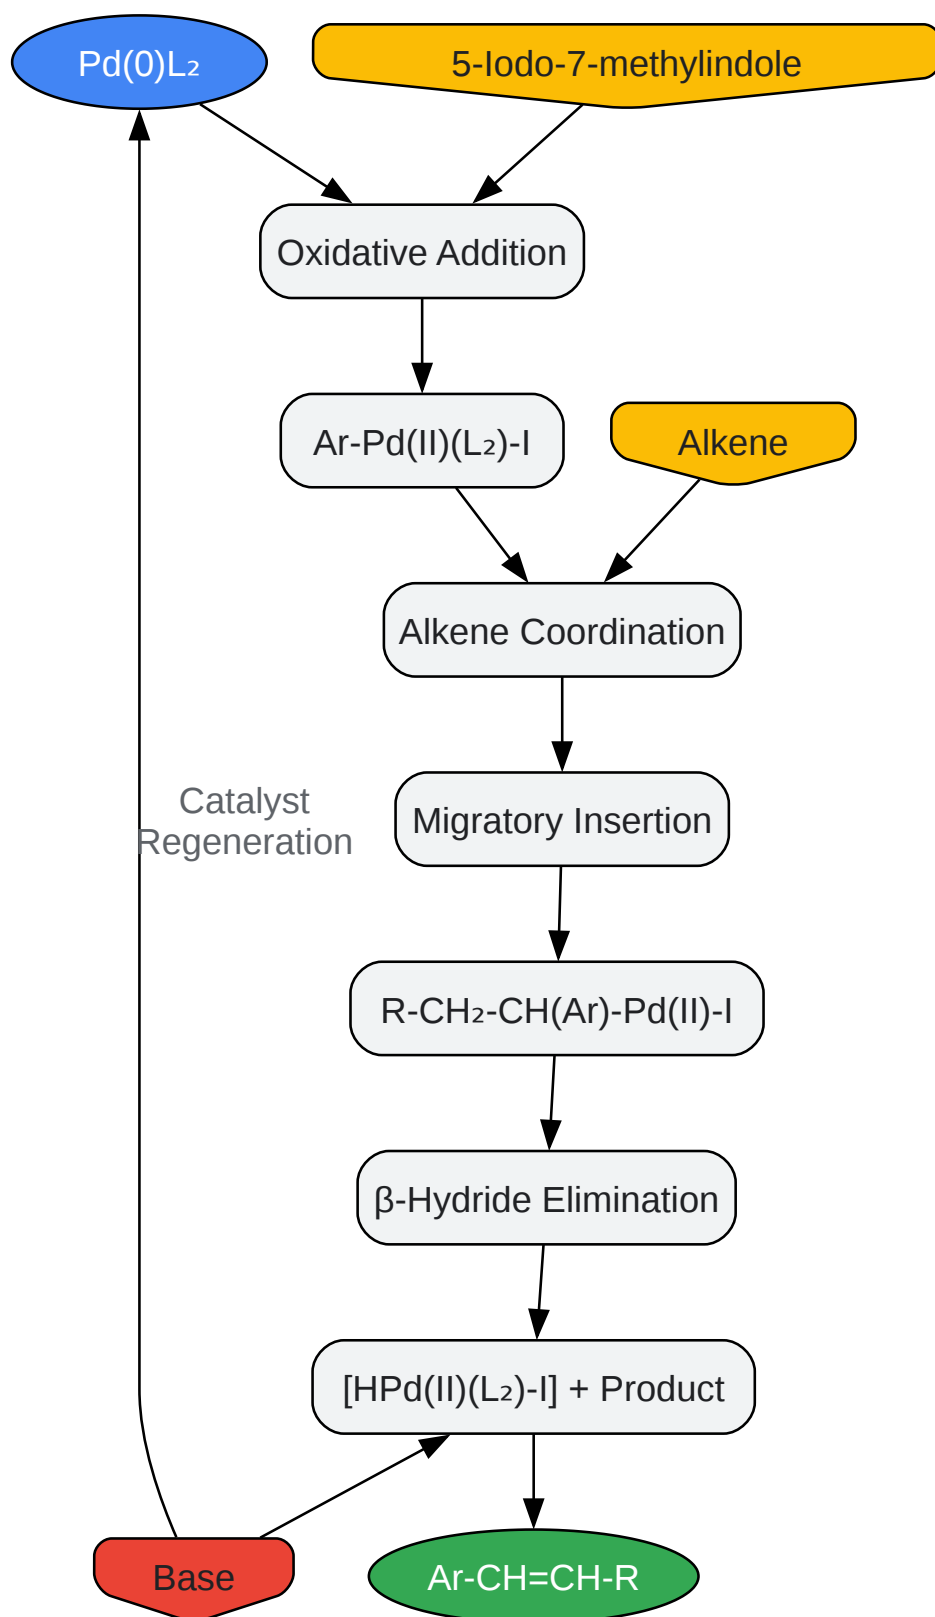 Pd(0)L₂
5-Iodo-7-methylindole
Oxidative Addition
Ar-Pd(II)(L₂)-I
Alkene
Alkene Coordination
Migratory Insertion
Catalyst
Regeneration
R-CH₂-CH(Ar)-Pd(II)-I
β-Hydride Elimination
[HPd(II)(L₂)-I] + Product
Base
Ar-CH=CH-R